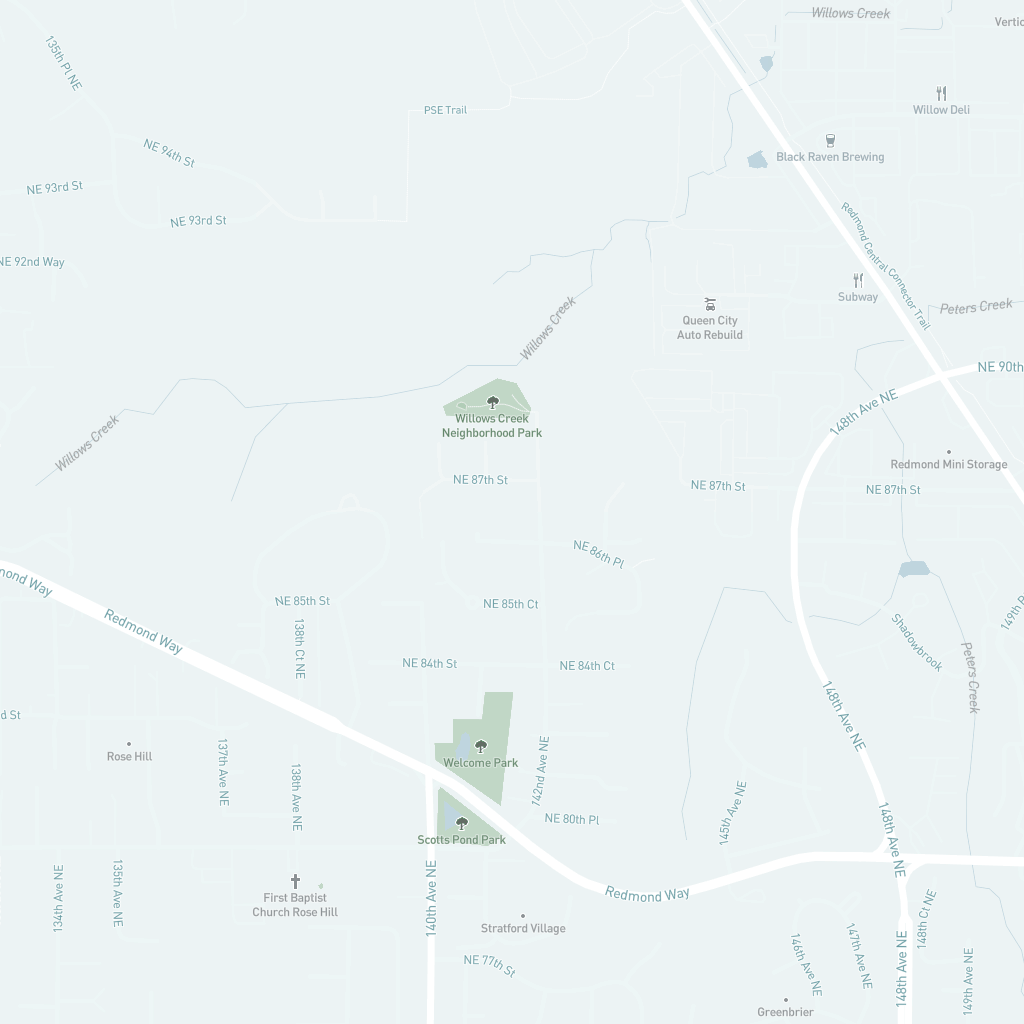 Willows Creek
Vertic
135th Pl NE
Willow Deli
PSE Trail
NE 94th St
Black Raven Brewing
NE 93rd St
NE 93rd St
Redmond Central Connector Trail
NE 92nd Way
Subway
Peters Creek
Queen City
Auto Rebuild
Willows Creek
NE 90th
148th Ave NE
Willows Creek
Neighborhood Park
Willows Creek
Redmond Mini Storage
NE 87th St
NE 87th St
NE 87th St
NE 86th Pl
mond Way
NE 85th St
NE 85th Ct
149th P
Redmond Way
138th Ct NE
Shadowbrook
NE 84th St
NE 84th Ct
Peters Creek
148th Ave NE
d St
Rose Hill
137th Ave NE
138th Ave NE
Welcome Park
142nd Ave NE
145th Ave NE
NE 80th Pl
Scotts Pond Park
148th Ave NE
134th Ave NE
135th Ave NE
First Baptist
Church Rose Hill
140th Ave NE
Redmond Way
148th Ct NE
Stratford Village
NE 77th St
146th Ave NE
147th Ave NE
148th Ave NE
149th Ave NE
Greenbrier